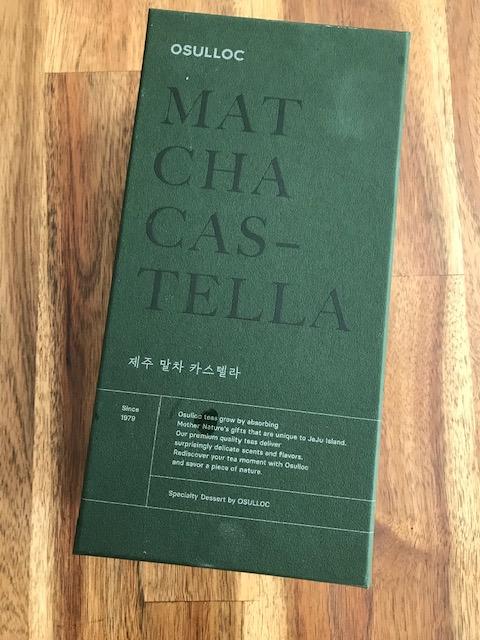 OSULLOC
MAT
CHA
CAS-
TELLA
제주 말차 카스텔라
Since
1979
Osulloc teas grow by absorbing
Mother Nature's gifts that are unique to JeJu Island.
Our premium quality teas deliver
surprisingly delicate scents and flavors.
Rediscover your tea moment with Osulloc
and savor a piece of nature.
Specialty Dessert by OSULLOC